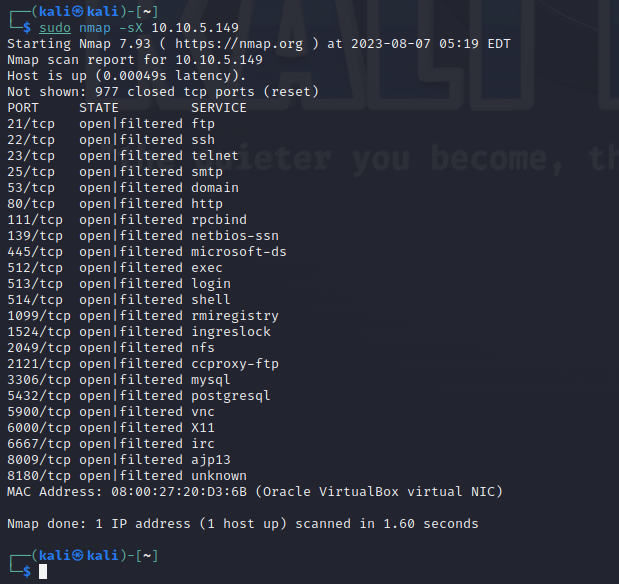 ┌──(kali㉿kali)-[~]
└─$ sudo nmap -sX 10.10.5.149
Starting Nmap 7.93 ( https://nmap.org ) at 2023-08-07 05:19 EDT
Nmap scan report for 10.10.5.149
Host is up (0.00049s latency).
Not shown: 977 closed tcp ports (reset)
PORT     STATE         SERVICE
21/tcp   open|filtered ftp
22/tcp   open|filtered ssh
23/tcp   open|filtered telnet
25/tcp   open|filtered smtp
53/tcp   open|filtered domain
80/tcp   open|filtered http
111/tcp  open|filtered rpcbind
139/tcp  open|filtered netbios-ssn
445/tcp  open|filtered microsoft-ds
512/tcp  open|filtered exec
513/tcp  open|filtered login
514/tcp  open|filtered shell
1099/tcp open|filtered rmiregistry
1524/tcp open|filtered ingreslock
2049/tcp open|filtered nfs
2121/tcp open|filtered ccproxy-ftp
3306/tcp open|filtered mysql
5432/tcp open|filtered postgresql
5900/tcp open|filtered vnc
6000/tcp open|filtered X11
6667/tcp open|filtered irc
8009/tcp open|filtered ajp13
8180/tcp open|filtered unknown
MAC Address: 08:00:27:20:D3:6B (Oracle VirtualBox virtual NIC)
Nmap done: 1 IP address (1 host up) scanned in 1.60 seconds
┌──(kali㉿kali)-[~]
└─$
you become,